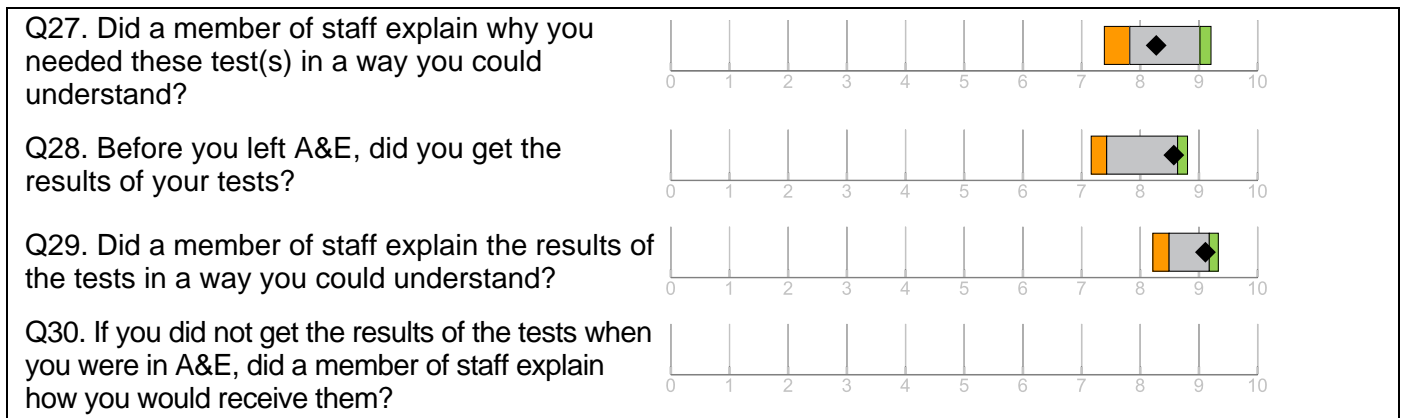 Q27. Did a member of staff explain why you
needed these test(s) in a way you could
understand?
0 1 2 3 4 5 6 7 8 9 10
Q28. Before you left A&E, did you get the
results of your tests?
0 1 2 3 4 5 6 7 8 9 10
Q29. Did a member of staff explain the results of
the tests in a way you could understand?
0 1 2 3 4 5 6 7 8 9 10
Q30. If you did not get the results of the tests when
you were in A&E, did a member of staff explain
how you would receive them?
0 1 2 3 4 5 6 7 8 9 10